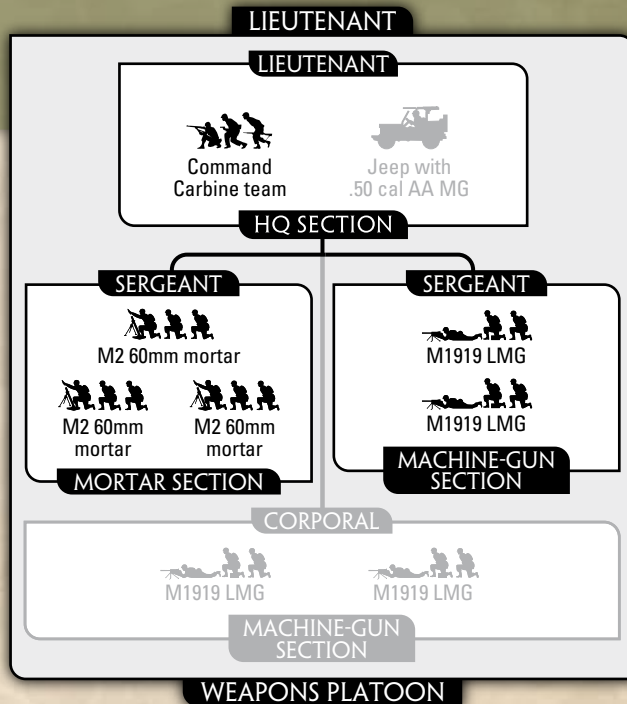 LIEUTENANT
LIEUTENANT
Command
Carbine team
Jeep with
.50 cal AA MG
HQ SECTION
SERGEANT
M2 60mm mortar
M2 60mm
mortar
M2 60mm
mortar
MORTAR SECTION
SERGEANT
M1919 LMG
M1919 LMG
MACHINE-GUN
SECTION
CORPORAL
M1919 LMG
M1919 LMG
MACHINE-GUN
SECTION
WEAPONS PLATOON